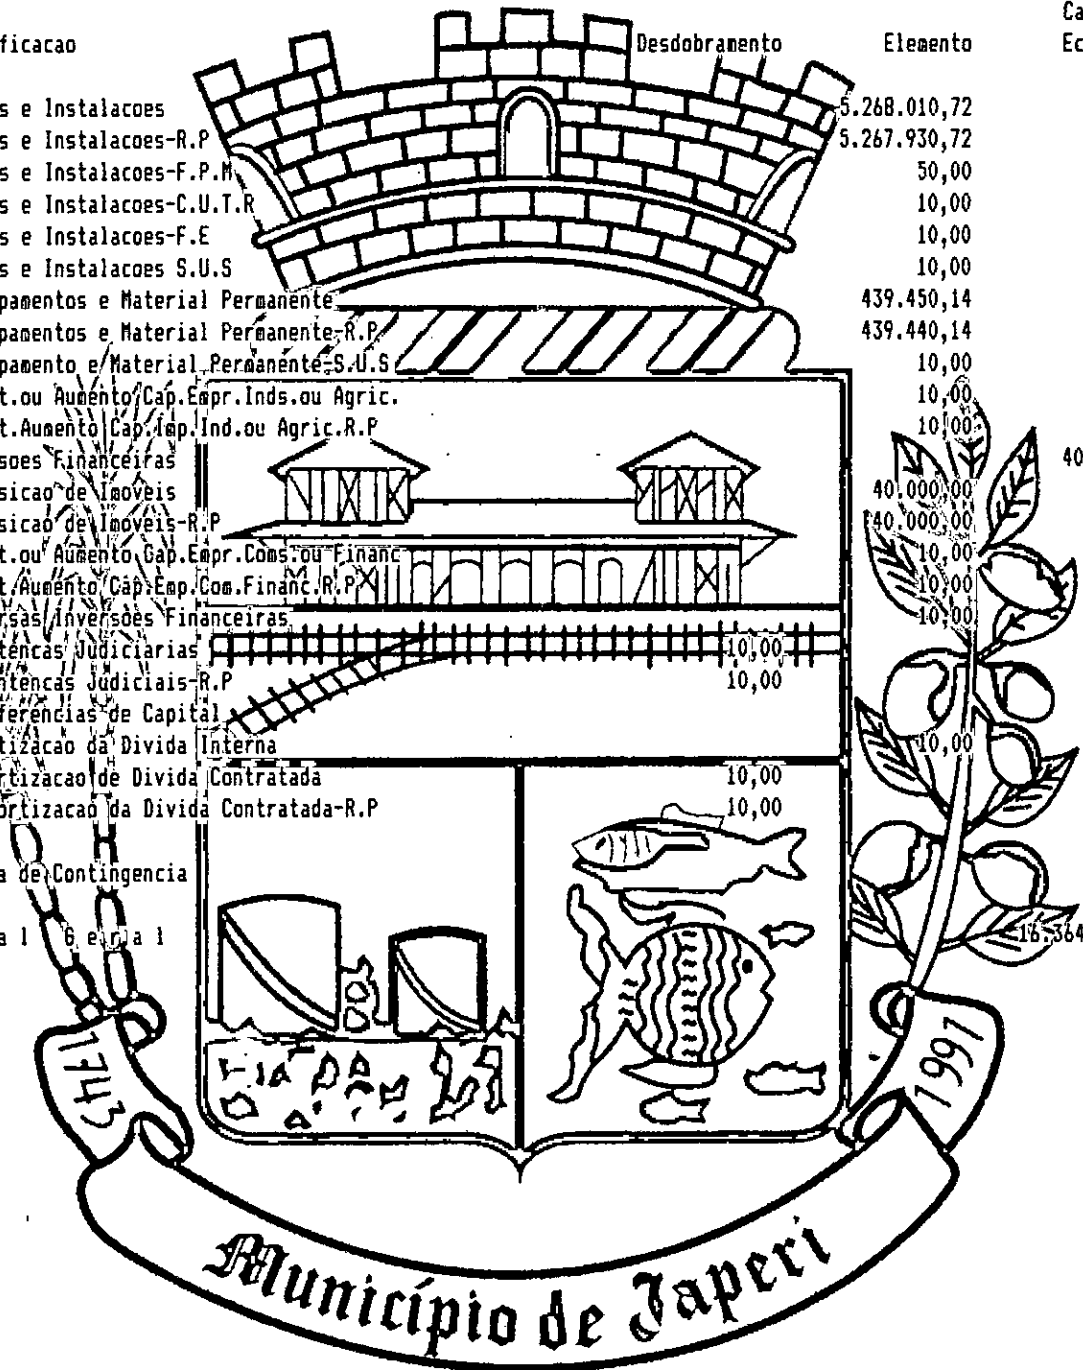 Ca
ficacao Desdobramento Elemento Ec
s e Instalacoes 5.268.010,72
s e Instalacoes-R.P 5.267.930,72
s e Instalacoes-F.P.M 50,00
s e Instalacoes-C.U.T.R 10,00
s e Instalacoes-F.E 10,00
s e Instalacoes S.U.S 10,00
pamentos e Material Permanente 439.450,14
pamentos e Material Permanente-R.P 439.440,14
pamento e Material Permanente-S.U.S 10,00
t.ou Aumento Cap.Empr.Inds.ou Agric. 10,00
t.Aumento Cap.Imp.Ind.ou Agric.R.P 10,00
soes Financeiras 40
sicao de Imoveis 40.000,00
sicao de Imoveis-R.P 40.000,00
t.ou Aumento Cap.Empr.Coms.ou Financ 10,00
t.Aumento Cap.Emp.Com.Financ.R.P 10,00
rsas Inversoes Financeiras 10,00
tencas Judiciarias 10,00
ntencas Judiciais-R.P 10,00
ferencias de Capital
tizacao da Divida Interna 10,00
rtizacao de Divida Contratada 10,00
ortizacao da Divida Contratada-R.P 10,00
a de Contingencia
a l G e r a l 16.364
1743
1991
Município de Japeri